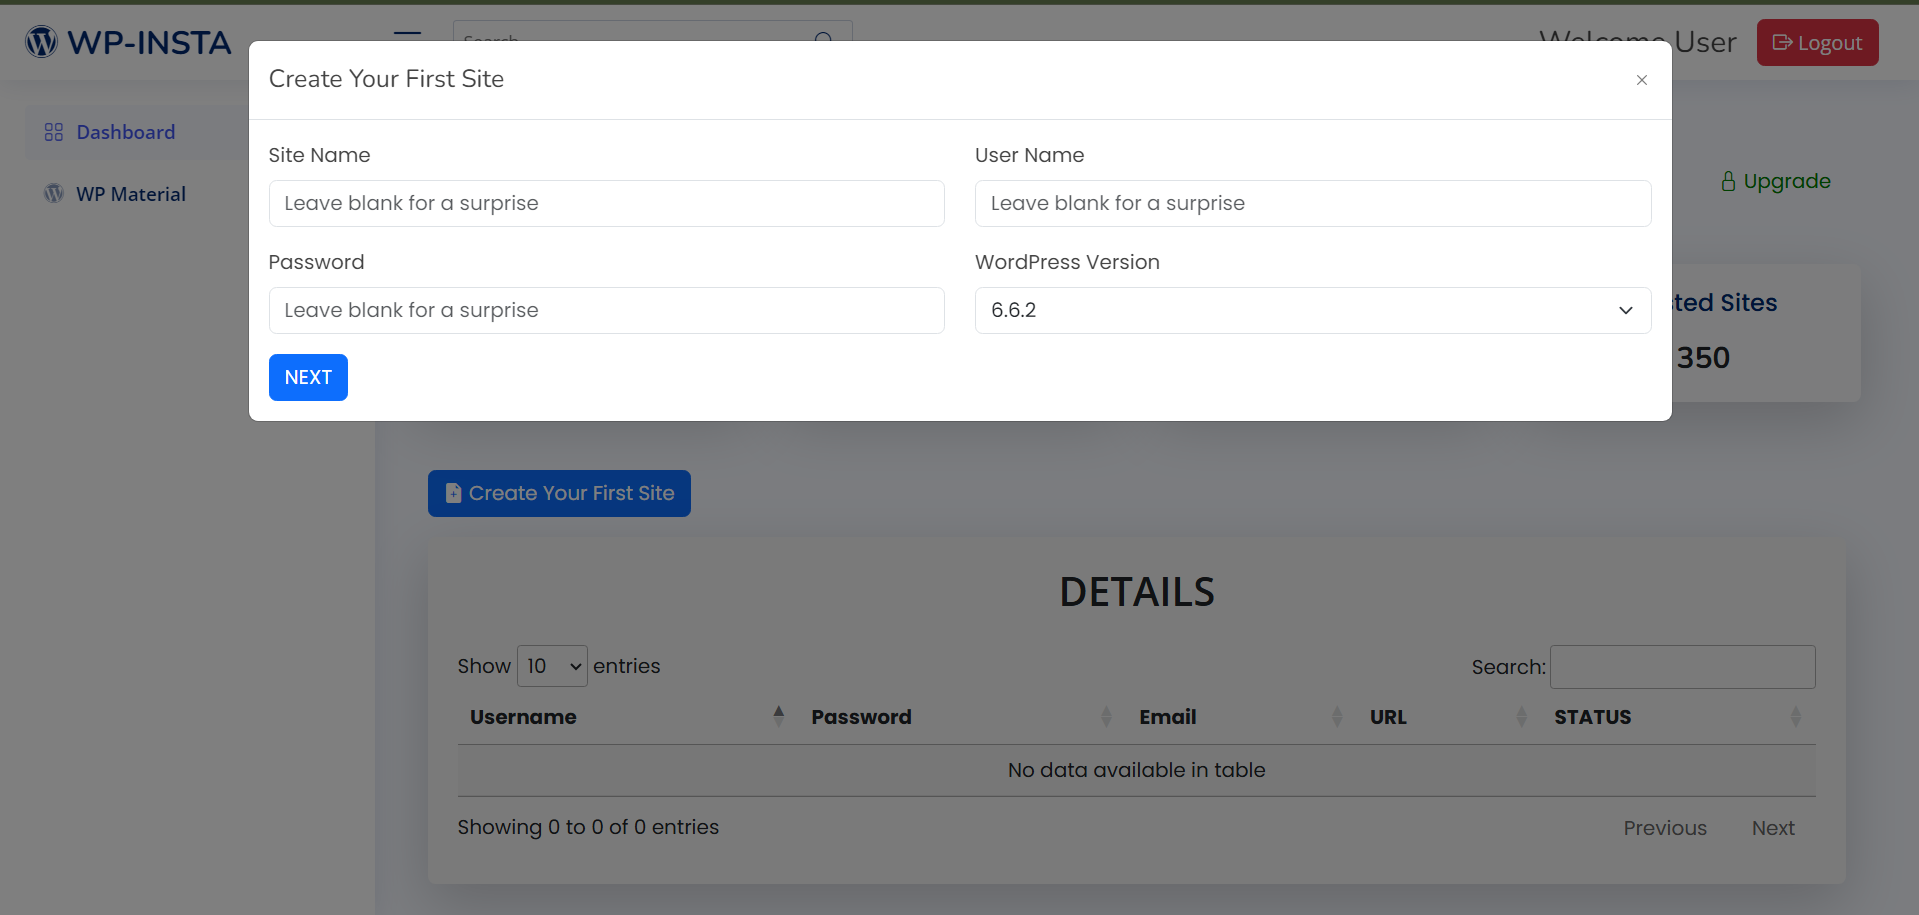 WP-INSTA
Search
Welcome User
Logout
Create Your First Site
×
Dashboard
WP Material
Site Name
User Name
Leave blank for a surprise
Leave blank for a surprise
Upgrade
Password
WordPress Version
Leave blank for a surprise
6.6.2
NEXT
Sites
350
Create Your First Site
DETAILS
Show 10 entries
Search:
Username Password Email URL STATUS
No data available in table
Showing 0 to 0 of 0 entries
Previous Next